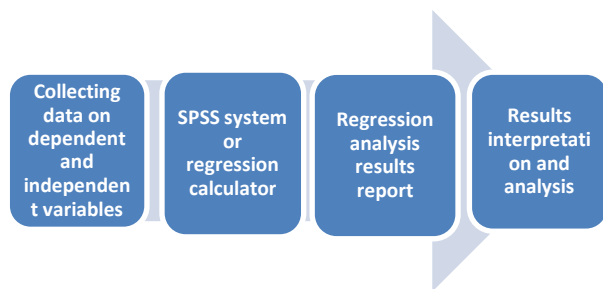 Collecting
data on
dependent
and
independen
t variables
SPSS system
or
regression
calculator
Regression
analysis
results
report
Results
interpretati
on and
analysis